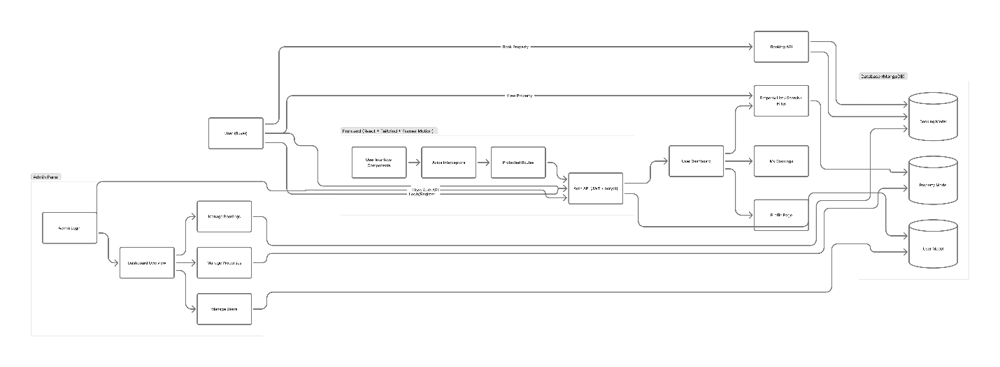 Book Property
Booking API
Database (MongoDB)
View Property
Property List / Search /
Filter
Booking Model
User (Buyer)
Frontend (React + Tailwind + Framer Motion)
User Interface
Components
Axios Interceptors
Protected Routes
User Dashboard
My Bookings
Admin Panel
Auth API (JWT + bcrypt)
Uses Auth API
Login/Register
Property Model
Manage Bookings
Profile Page
Admin Login
User Model
Dashboard Overview
Manage Properties
Manage Users